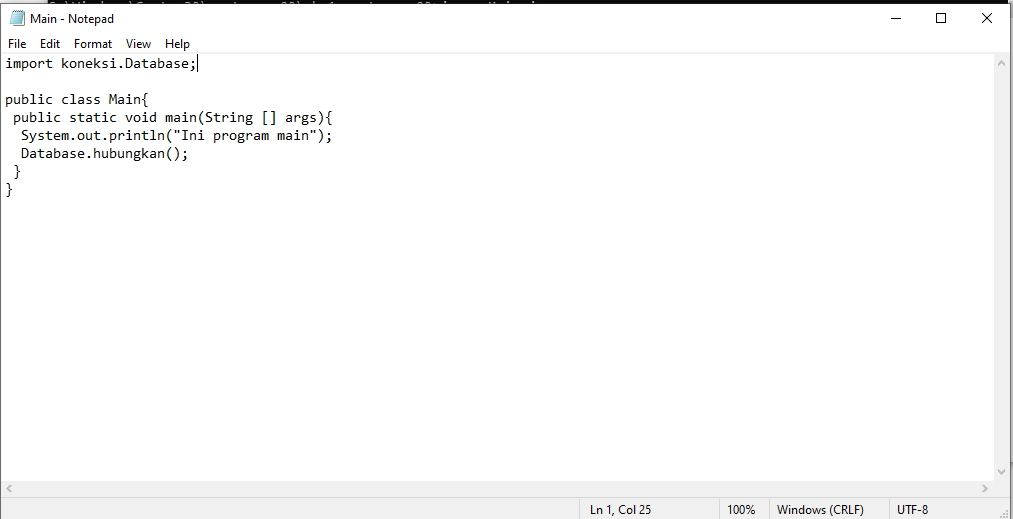 Main - Notepad
File Edit Format View Help
import koneksi.Database;
public class Main{
 public static void main(String [] args){
  System.out.println("Ini program main");
  Database.hubungkan();
 }
}
Ln 1, Col 25 100% Windows (CRLF) UTF-8